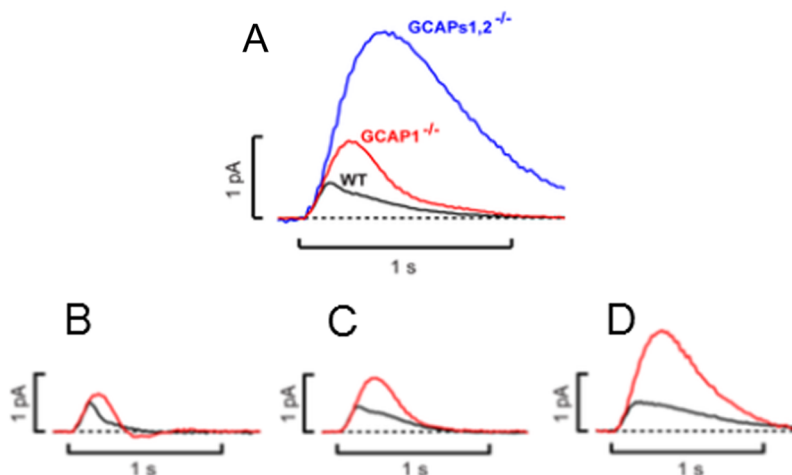 A
GCAPs1,2-/-
GCAP1-/-
WT
1 pA
1 s
B
C
D
1 pA
1 pA
1 pA
1 s
1 s
1 s